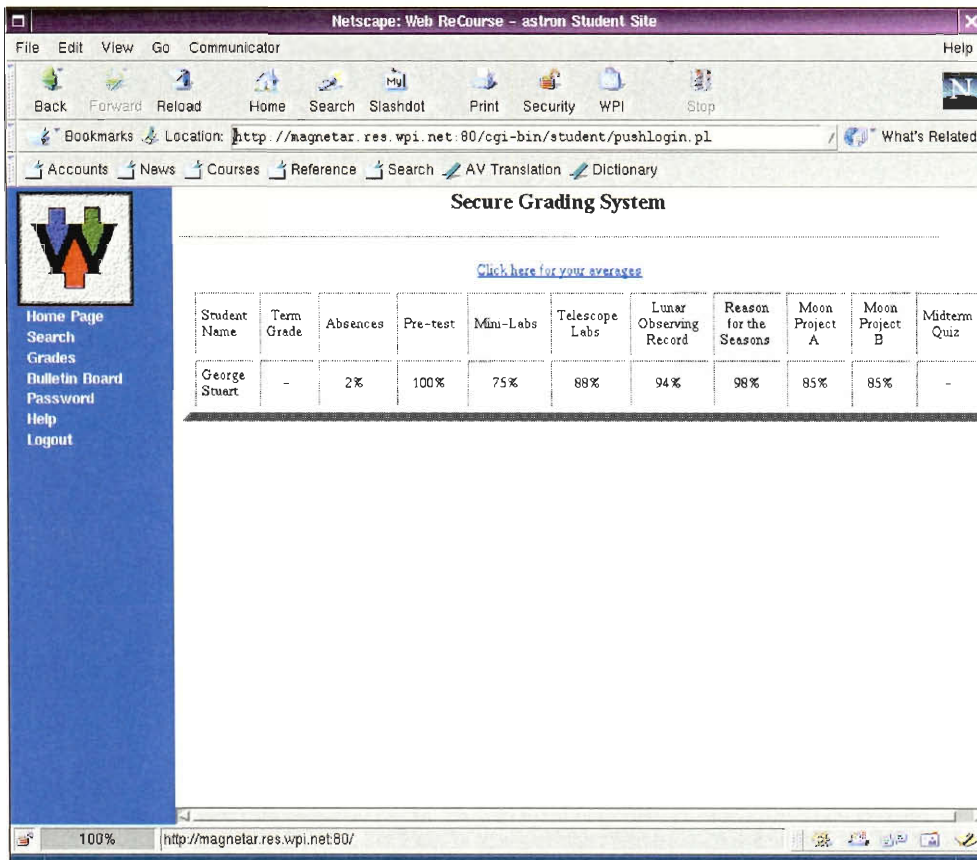 Netscape: Web ReCourse - astron Student Site
File Edit View Go Communicator Help
My
Back Forward Reload Home Search Slashdot Print Security WPI Stop
N
Bookmarks Location: http://magnetar.res.wpi.net:80/cgi-bin/student/pushlogin.pl What's Related
Accounts News Courses Reference Search AV Translation Dictionary
W
Secure Grading System
Click here for your averages
Home Page
Search
Grades
Bulletin Board
Password
Help
Logout
Student Name Term Grade Absences Pre-test Mini-Labs Telescope Labs Lunar Observing Record Reason for the Seasons Moon Project A Moon Project B Midterm Quiz
George Stuart - 2% 100% 75% 88% 94% 98% 85% 85% -
100% http://magnetar.res.wpi.net:80/